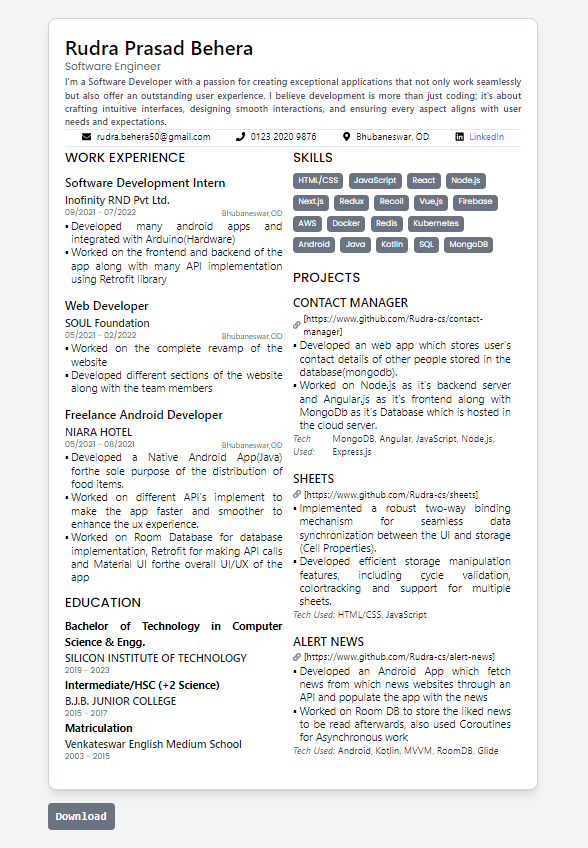 Rudra Prasad Behera
Software Engineer
I'm a Software Developer with a passion for creating exceptional applications that not only work seamlessly
but also offer an outstanding user experience. I believe development is more than just coding; it's about
crafting intuitive interfaces, designing smooth interactions, and ensuring every aspect aligns with user
needs and expectations.
rudra.behera50@gmail.com 0123 2020 9876 Bhubaneswar, OD LinkedIn
WORK EXPERIENCE
Software Development Intern
Inofinity RND Pvt Ltd.
09/2021 - 07/2022 Bhubaneswar,OD
▪ Developed many android apps and
integrated with Arduino(Hardware)
▪ Worked on the frontend and backend of the
app along with many API implementation
using Retrofit library
Web Developer
SOUL Foundation
05/2021 - 02/2022 Bhubaneswar,OD
▪ Worked on the complete revamp of the
website
▪ Developed different sections of the website
along with the team members
Freelance Android Developer
NIARA HOTEL
05/2021 - 08/2021 Bhubaneswar,OD
▪ Developed a Native Android App(Java)
forthe sole purpose of the distribution of
food items.
▪ Worked on different API's implement to
make the app faster and smoother to
enhance the ux experience.
▪ Worked on Room Database for database
implementation, Retrofit for making API calls
and Material UI forthe overall UI/UX of the
app
EDUCATION
Bachelor of Technology in Computer
Science & Engg.
SILICON INSTITUTE OF TECHNOLOGY
2019 - 2023
Intermediate/HSC (+2 Science)
B.J.B. JUNIOR COLLEGE
2015 - 2017
Matriculation
Venkateswar English Medium School
2003 - 2015
SKILLS
HTML/CSS JavaScript React Node.js
Next.js Redux Recoil Vue.js Firebase
AWS Docker Redis Kubernetes
Android Java Kotlin SQL MongoDB
PROJECTS
CONTACT MANAGER
[https://www.github.com/Rudra-cs/contact-
manager]
▪ Developed an web app which stores user's
contact details of other people stored in the
database(mongodb).
▪ Worked on Node.js as it's backend server
and Angular.js as it's frontend along with
MongoDb as it's Database which is hosted in
the cloud server.
Tech MongoDB, Angular, JavaScript, Node.js,
Used: Express.js
SHEETS
[https://www.github.com/Rudra-cs/sheets]
▪ Implemented a robust two-way binding
mechanism for seamless data
synchronization between the UI and storage
(Cell Properties).
▪ Developed efficient storage manipulation
features, including cycle validation,
colortracking and support for multiple
sheets.
Tech Used: HTML/CSS, JavaScript
ALERT NEWS
[https://www.github.com/Rudra-cs/alert-news]
▪ Developed an Android App which fetch
news from which news websites through an
API and populate the app with the news
▪ Worked on Room DB to store the liked news
to be read afterwards, also used Coroutines
for Asynchronous work
Tech Used: Android, Kotlin, MVVM, RoomDB, Glide
Download